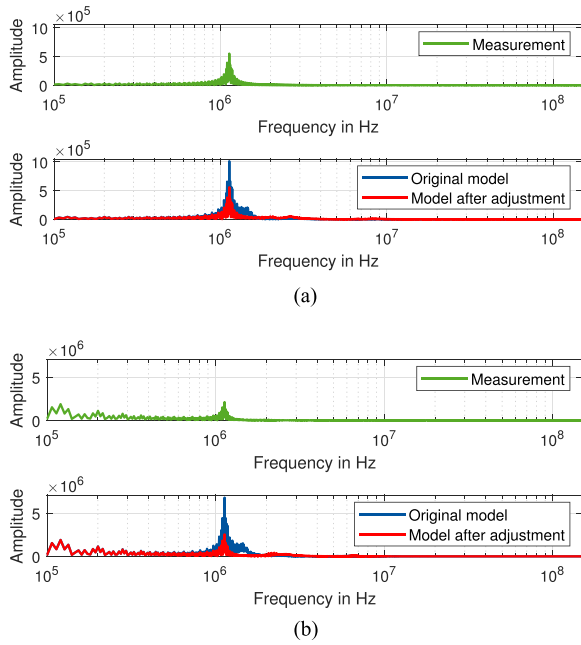 (a)
×10^5
Amplitude
10
5
0
Measurement
10^5
10^6
10^7
10^8
Frequency in Hz
×10^5
Amplitude
10
5
0
Original model
Model after adjustment
10^5
10^6
10^7
10^8
Frequency in Hz
(a)
×10^6
Amplitude
5
0
Measurement
10^5
10^6
10^7
10^8
Frequency in Hz
×10^6
Amplitude
5
0
Original model
Model after adjustment
10^5
10^6
10^7
10^8
Frequency in Hz
(b)